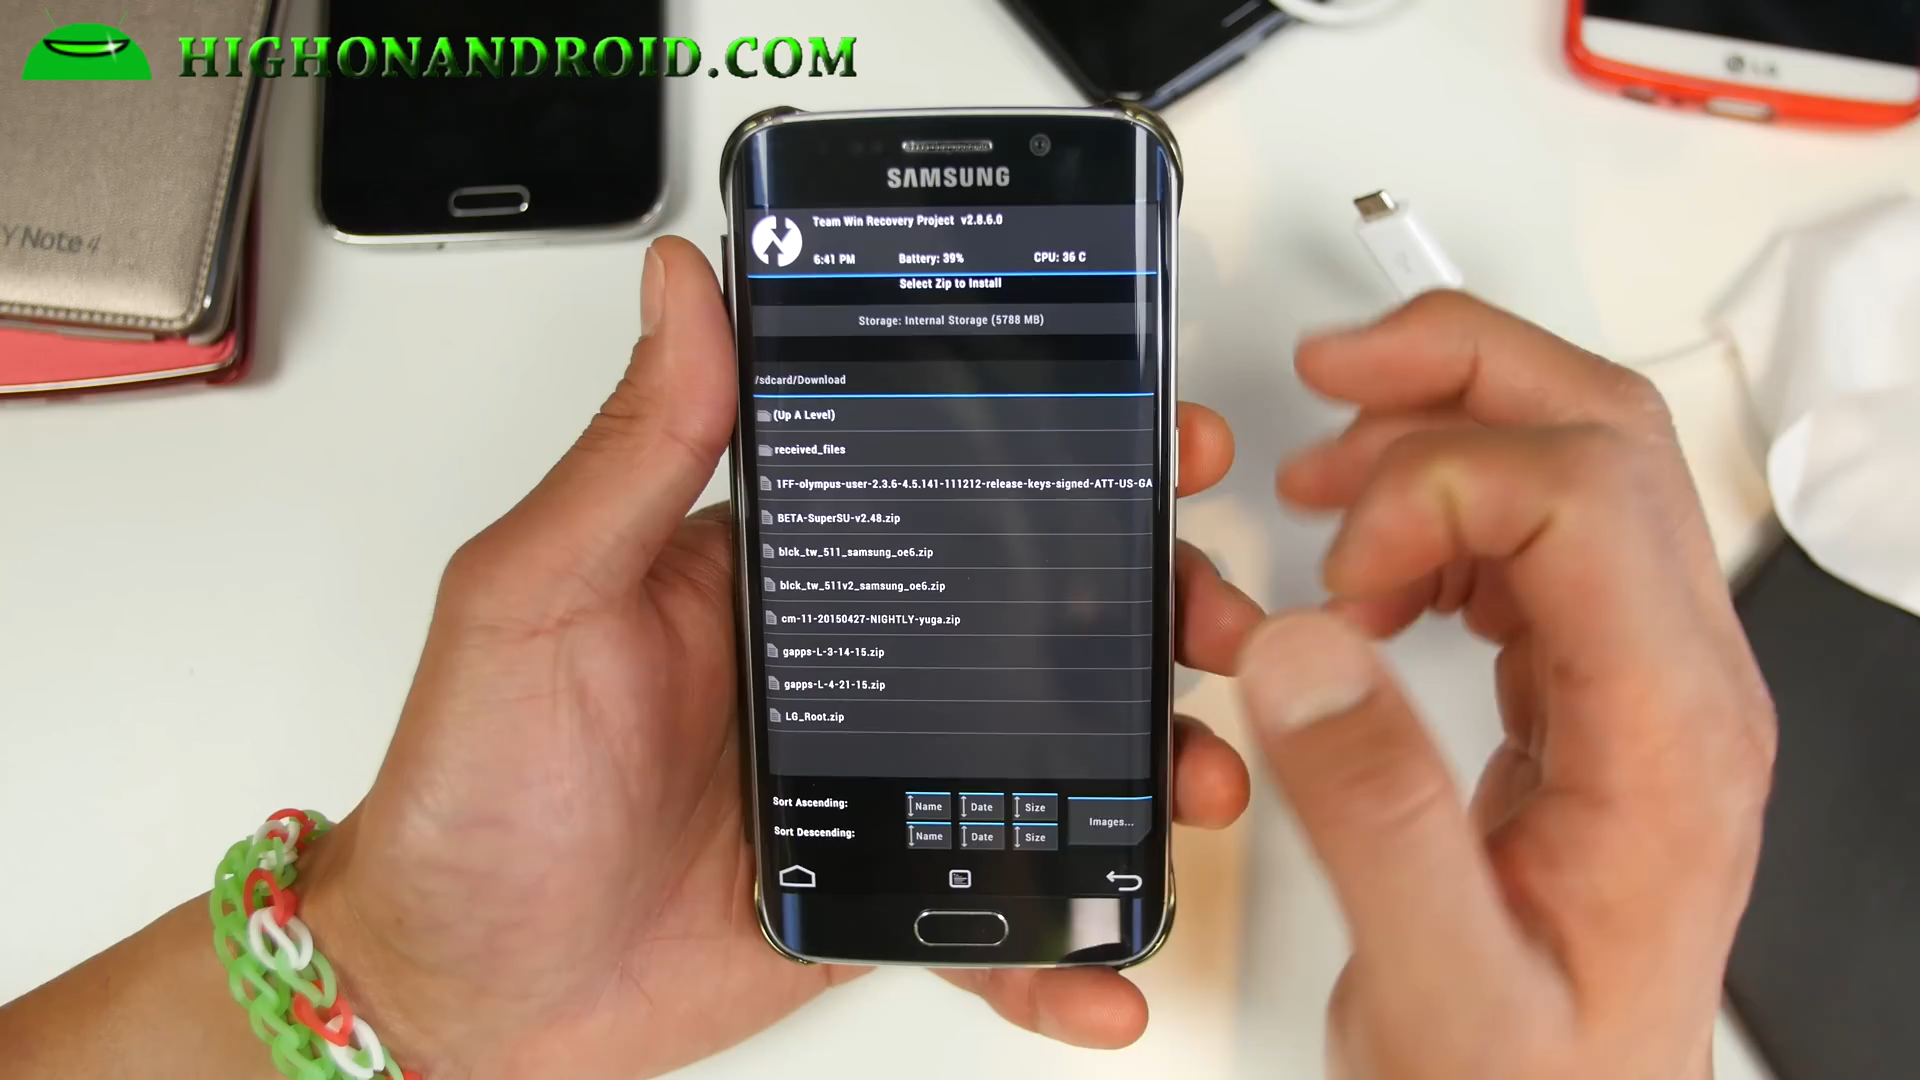 HIGHONANDROID.COM
LG
SAMSUNG
Y Note 4
Team Win Recovery Project v2.8.6.0
6:41 PM Battery: 39% CPU: 36 C
Select Zip to Install
Storage: Internal Storage (5788 MB)
/sdcard/Download
(Up A Level)
received_files
1FF-olympus-user-2.3.6-4.5.141-111212-release-keys-signed-ATT-US-GA
BETA-SuperSU-v2.48.zip
blck_tw_511_samsung_oe6.zip
blck_tw_511v2_samsung_oe6.zip
cm-11-20150427-NIGHTLY-yuga.zip
gapps-L-3-14-15.zip
gapps-L-4-21-15.zip
LG_Root.zip
Sort Ascending: Name Date Size
Images...
Sort Descending: Name Date Size